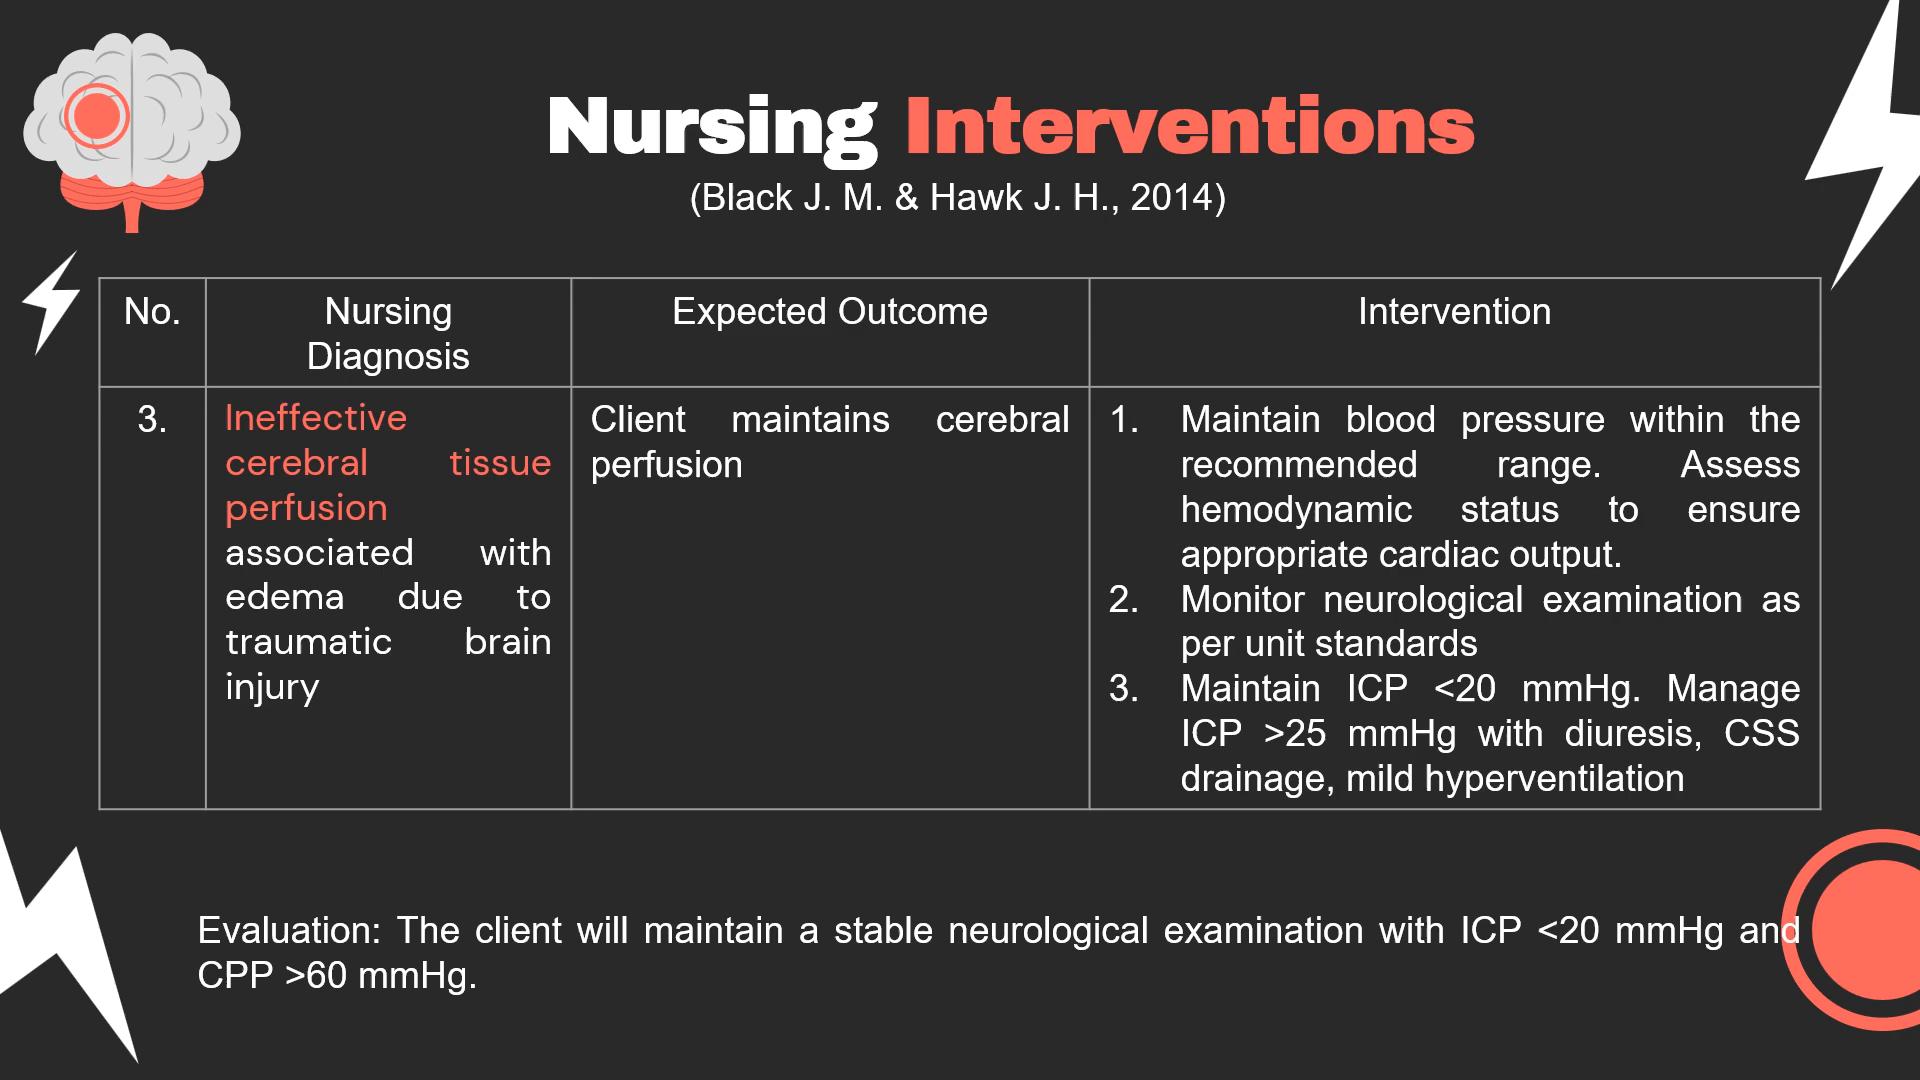 Nursing Interventions
(Black J. M. & Hawk J. H., 2014)
No.
Nursing
Diagnosis
Expected Outcome
Intervention
3.
Ineffective
cerebral tissue
perfusion
associated with
edema due to
traumatic brain
injury
Client maintains cerebral
perfusion
1. Maintain blood pressure within the
recommended range. Assess
hemodynamic status to ensure
appropriate cardiac output.
2. Monitor neurological examination as
per unit standards
3. Maintain ICP <20 mmHg. Manage
ICP >25 mmHg with diuresis, CSS
drainage, mild hyperventilation
Evaluation: The client will maintain a stable neurological examination with ICP <20 mmHg and
CPP >60 mmHg.